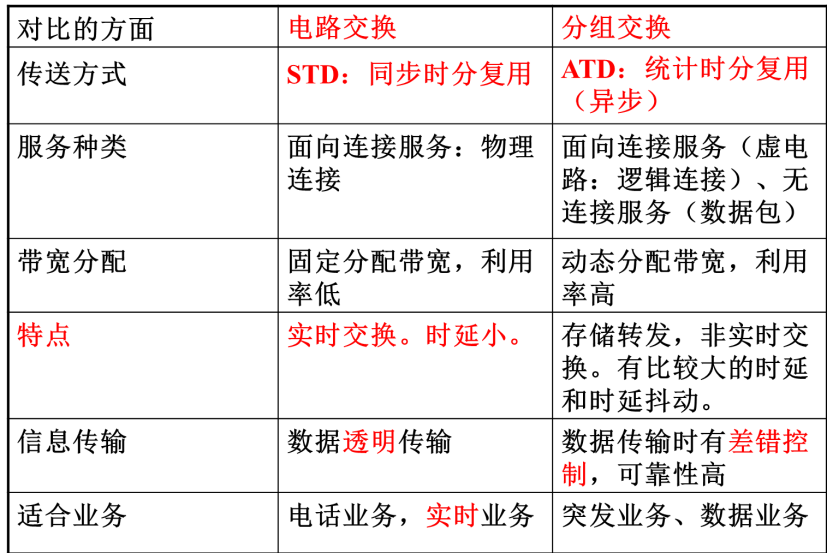 对比的方面
电路交换
分组交换
传送方式
STD：同步时分复用
ATD：统计时分复用
（异步）
服务种类
面向连接服务：物理
连接
面向连接服务（虚电
路：逻辑连接）、无
连接服务（数据包）
带宽分配
固定分配带宽，利用
率低
动态分配带宽，利用
率高
特点
实时交换。时延小。
存储转发，非实时交
换。有比较大的时延
和时延抖动。
信息传输
数据透明传输
数据传输时有差错控
制，可靠性高
适合业务
电话业务，实时业务
突发业务、数据业务